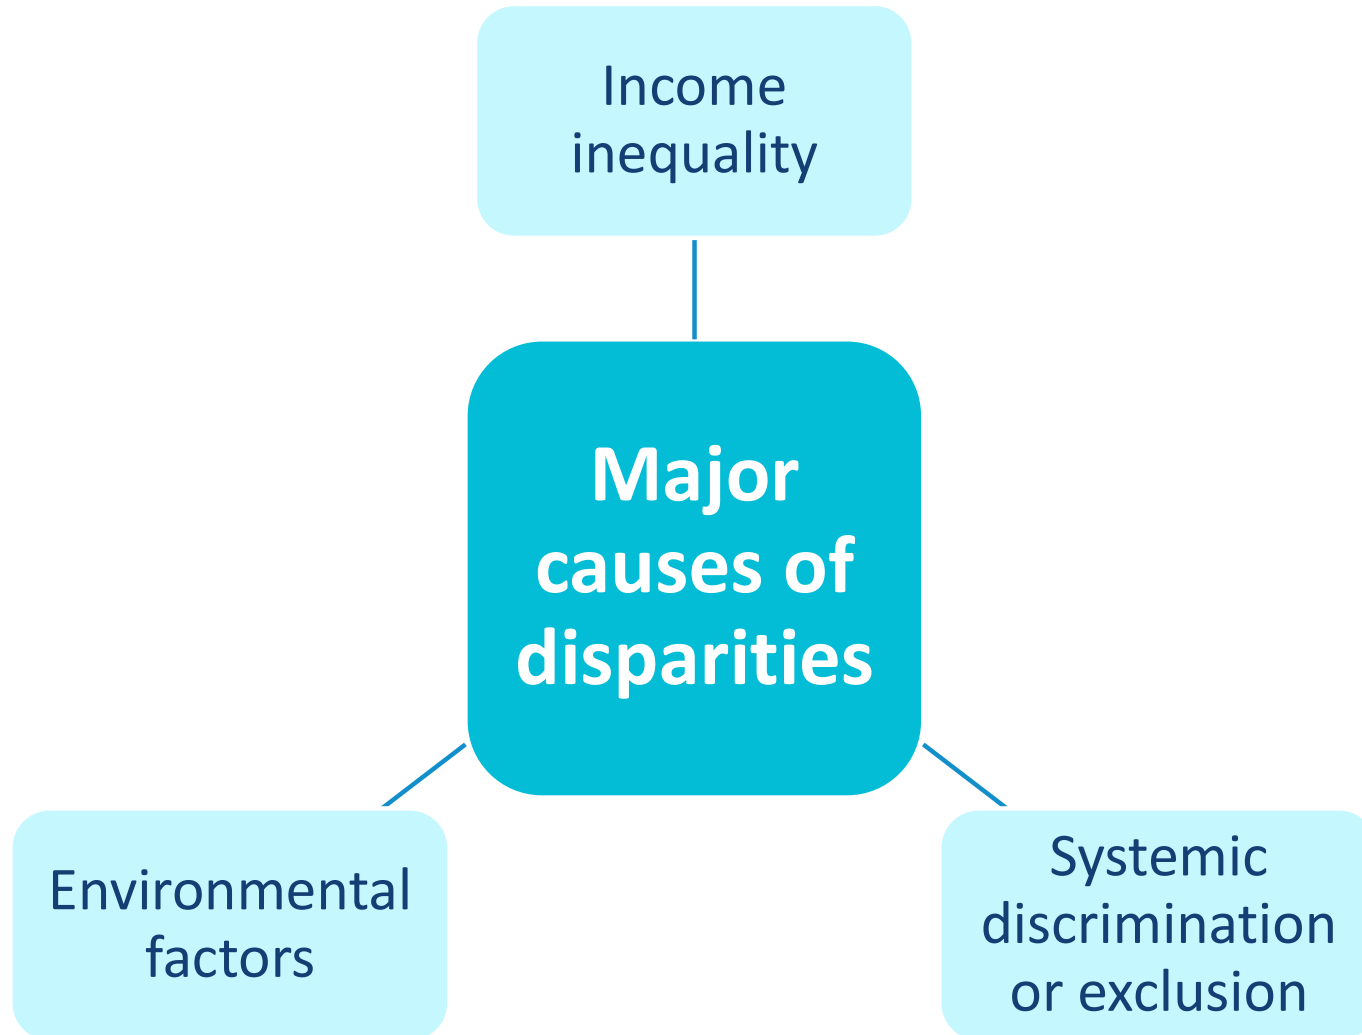 Income
inequality
Major
causes of
disparities
Environmental
factors
Systemic
discrimination
or exclusion